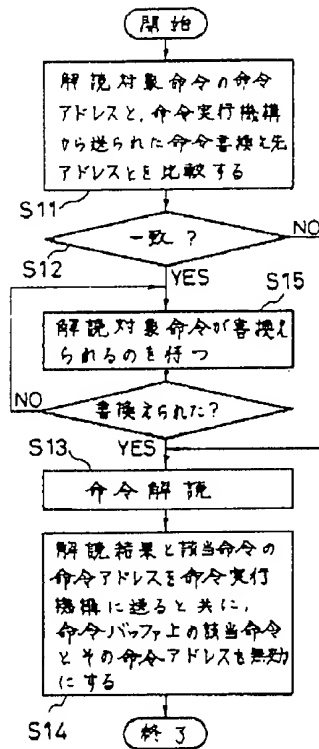 開始
解読対象命令の命令
アドレスと,命令実行機構
から送られた命令書換え先
アドレスとを比較する
S11
一致?
NO
S12
YES
S15
解読対象命令が書換え
られるのを待つ
NO
書換えられた?
S13
YES
命令解読
解読結果と該当命令の
命令アドレスを命令実行
機構に送ると共に,
命令バッファ上の該当命令
とその命令アドレスを無効
にする
S14
終了